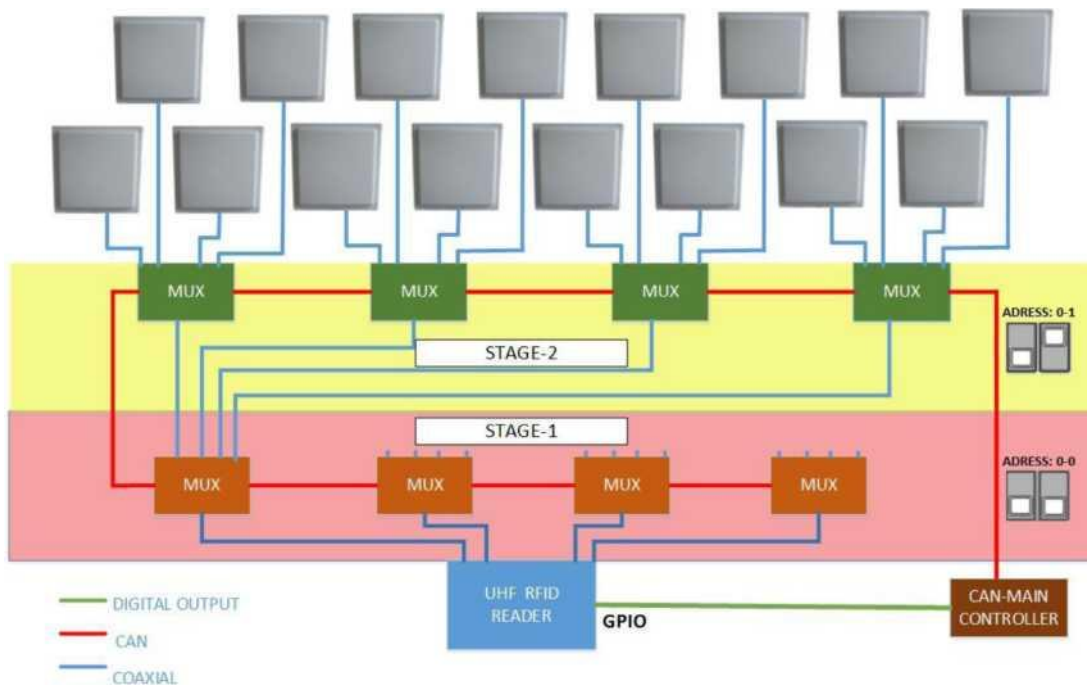 MUX
MUX
MUX
MUX
ADRESS: 0-1
STAGE-2
STAGE-1
ADRESS: 0-0
MUX
MUX
MUX
MUX
UHF RFID
READER
GPIO
CAN-MAIN
CONTROLLER
DIGITAL OUTPUT
CAN
COAXIAL